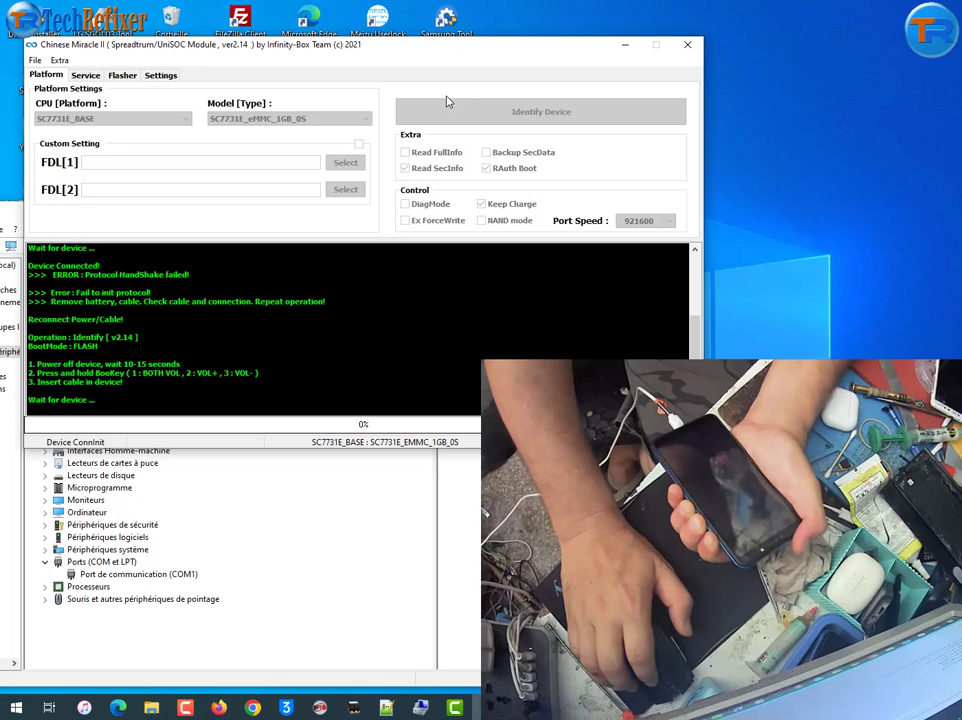 TechRefixer
TR
Corbeille
FileZilla Client
Microsoft Edge
Meizu Userlock
Samsung Tool
Chinese Miracle II ( Spreadtrum/UniSOC Module , ver2.14 ) by Infinity-Box Team (c) 2021
File Extra
Platform Service Flasher Settings
Platform Settings
CPU [Platform] : Model [Type] :
SC7731E_BASE SC7731E_eMMC_1GB_0S
Identify Device
Custom Setting
FDL[1] Select
FDL[2] Select
Extra
Read FullInfo Backup SecData
Read SecInfo RAuth Boot
Control
DiagMode Keep Charge
Ex ForceWrite NAND mode Port Speed : 921600
Wait for device ...
Device Connected!
>>> ERROR : Protocol HandShake failed!
>>> Error : Fail to init protocol!
>>> Remove battery, cable. Check cable and connection. Repeat operation!
Reconnect Power/Cable!
Operation : Identify [ v2.14 ]
BootMode : FLASH
1. Power off device, wait 10-15 seconds
2. Press and hold BooKey ( 1 : BOTH VOL , 2 : VOL+ , 3 : VOL- )
3. Insert cable in device!
Wait for device ...
0%
Device ConnInit SC7731E_BASE : SC7731E_EMMC_1GB_0S
Interfaces Homme-machine
Lecteurs de cartes à puce
Lecteurs de disque
Microprogramme
Moniteurs
Ordinateur
Périphériques de sécurité
Périphériques logiciels
Périphériques système
Ports (COM et LPT)
Port de communication (COM1)
Processeurs
Souris et autres périphériques de pointage